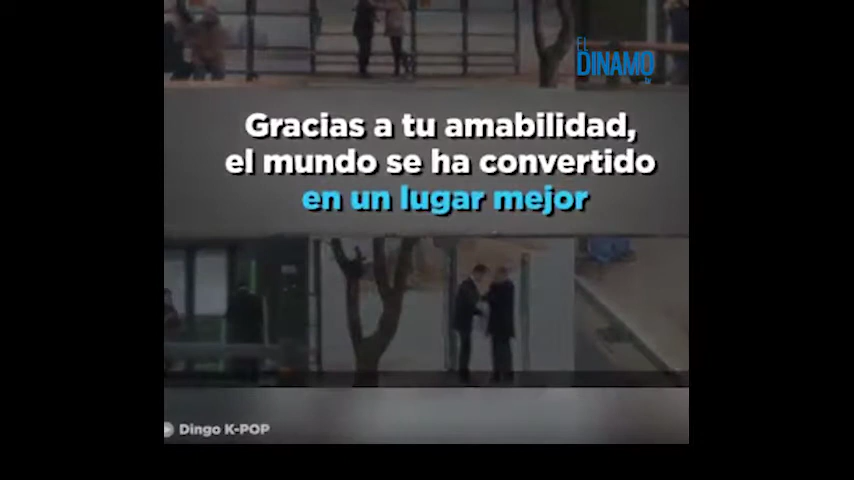 EL
DINAMO
Gracias a tu amabilidad,
el mundo se ha convertido
en un lugar mejor
Dingo K-POP